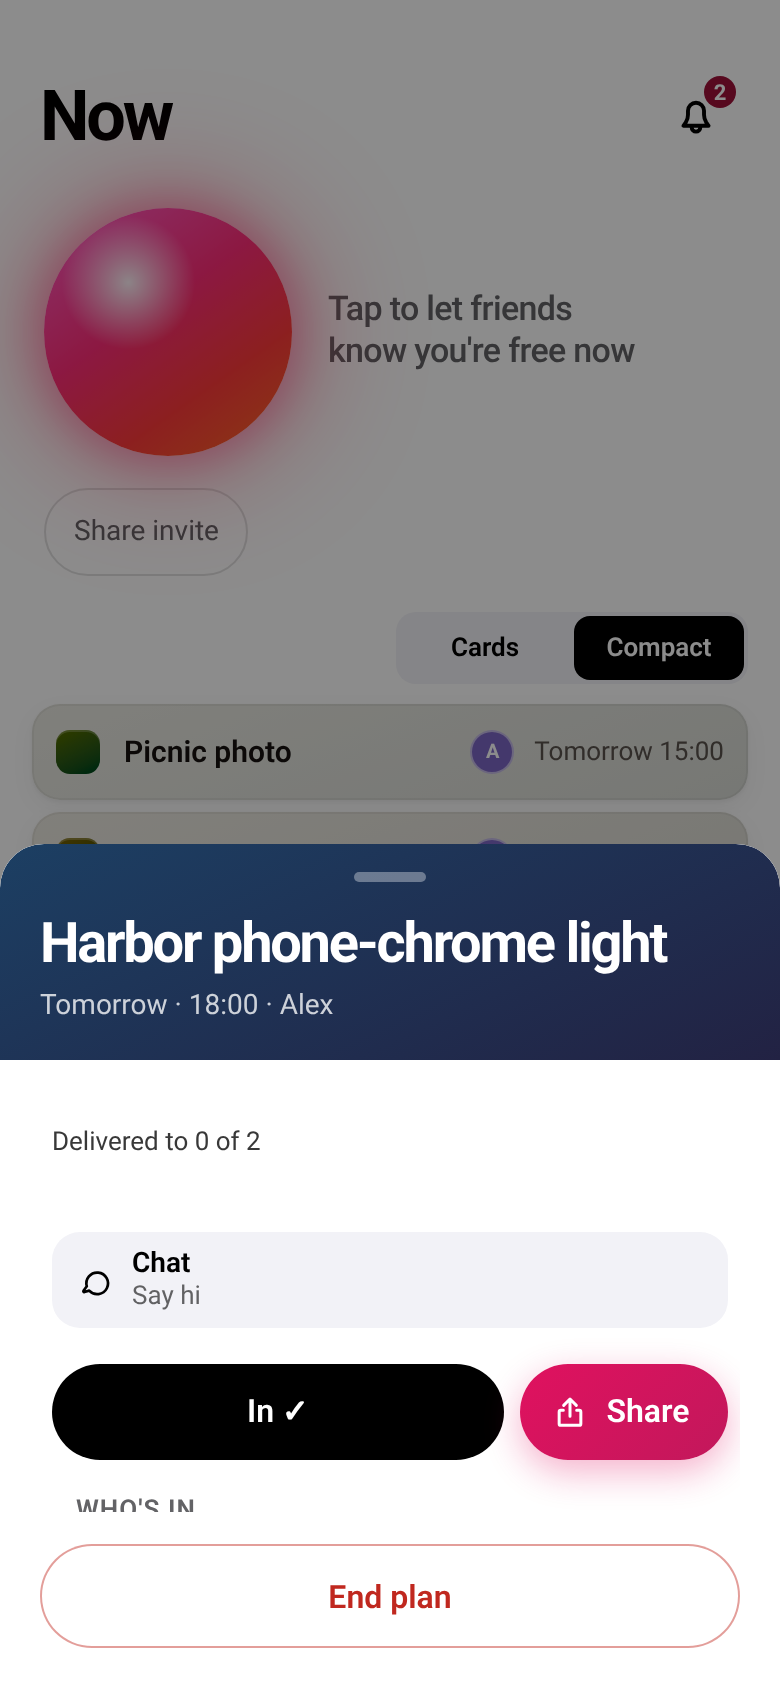 Now
2
Tap to let friends
know you're free now
Share invite
Cards
Compact
Picnic photo
A
Tomorrow 15:00
Harbor phone-chrome light
Tomorrow · 18:00 · Alex
Delivered to 0 of 2
Chat
Say hi
In ✓
Share
WHO'S IN
End plan